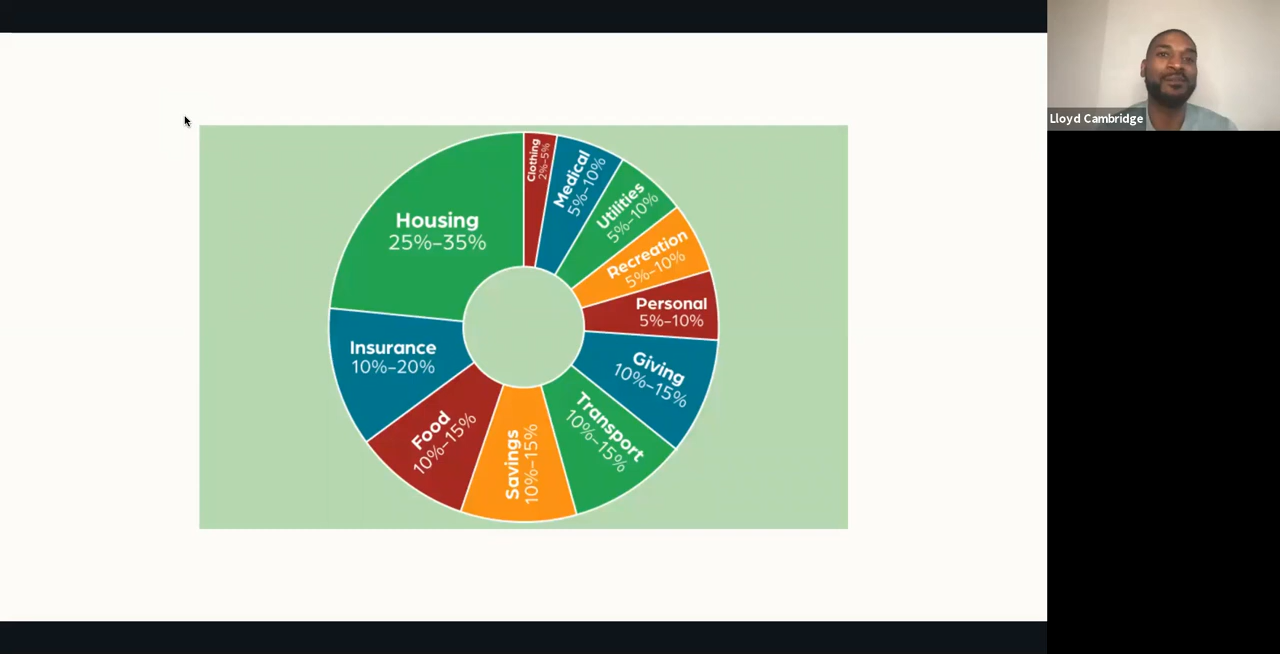 Lloyd Cambridge
Clothing
2%–5%
Medical
5%–10%
Utilities
5%–10%
Recreation
5%–10%
Personal
5%–10%
Giving
10%–15%
Transport
10%–15%
Savings
10%–15%
Food
10%–15%
Insurance
10%–20%
Housing
25%–35%